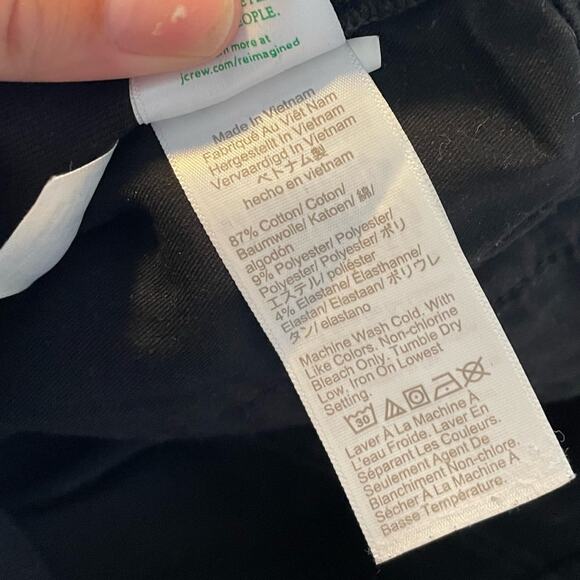 PEOPLE.
more at
jcrew.com/reimagined
Made In Vietnam
Fabriqué Au Viêt Nam
Hergestellt In Vietnam
Vervaardigd In Vietnam
ベトナム製
hecho en vietnam
87% Cotton/ Coton/
Baumwolle/ Katoen/ 綿/
algodón
9% Polyester/ Polyester/
Polyester/ Polyester/ ポリ
エステル/ poliéster
4% Elastane/ Élasthanne/
Elastan/ Elastaan/ ポリウレ
タン/ elastano
Machine Wash Cold. With
Like Colors. Non-chlorine
Bleach Only. Tumble Dry
Low. Iron On Lowest
Setting.
30
Laver À La Machine À
L'eau Froide. Laver En
Séparant Les Couleurs.
Seulement Agent De
Blanchiment Non-chlore.
Sécher À La Machine À
Basse Température.